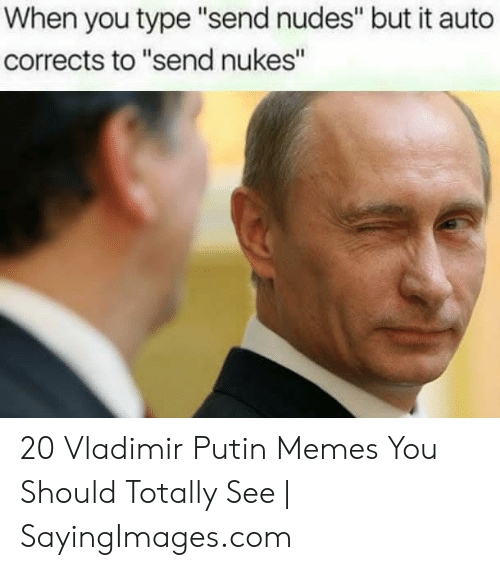 When you type "send nudes" but it auto
corrects to "send nukes"
20 Vladimir Putin Memes You
Should Totally See |
SayingImages.com